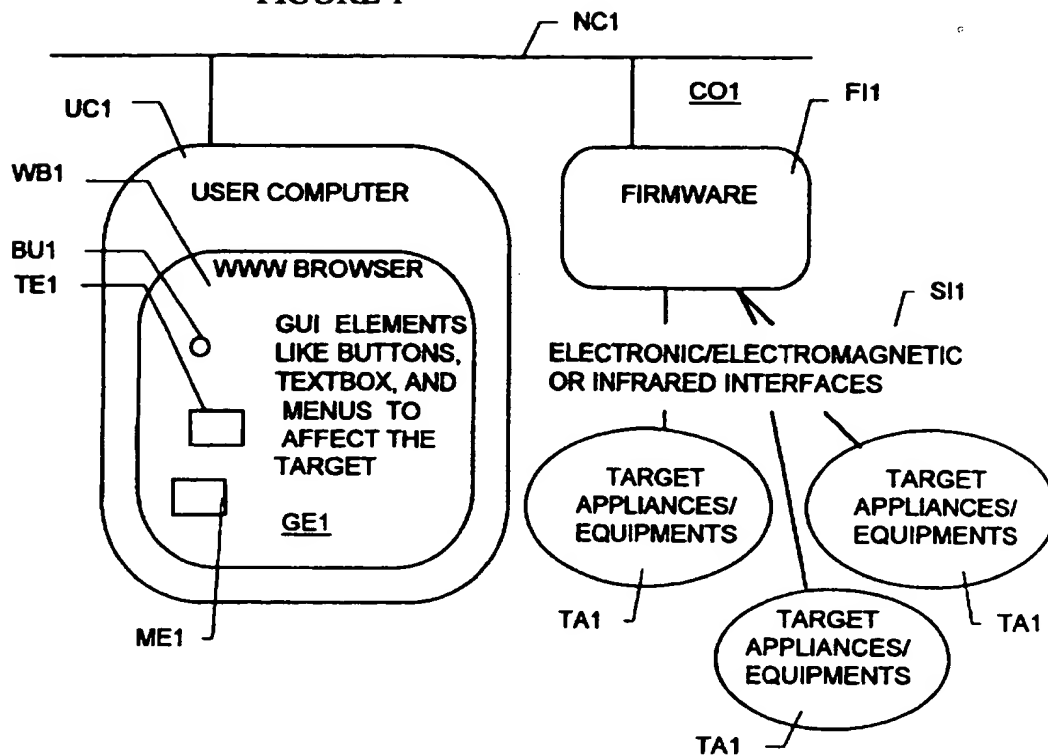 NC1
CO1
FI1
UC1
WB1
USER COMPUTER
FIRMWARE
BU1
WWW BROWSER
TE1
SI1
GUI ELEMENTS
LIKE BUTTONS,
TEXTBOX, AND
MENUS TO
AFFECT THE
TARGET
ELECTRONIC/ELECTROMAGNETIC
OR INFRARED INTERFACES
GE1
TARGET
APPLIANCES/
EQUIPMENTS
TARGET
APPLIANCES/
EQUIPMENTS
ME1
TA1
TARGET
APPLIANCES/
EQUIPMENTS
TA1
TA1